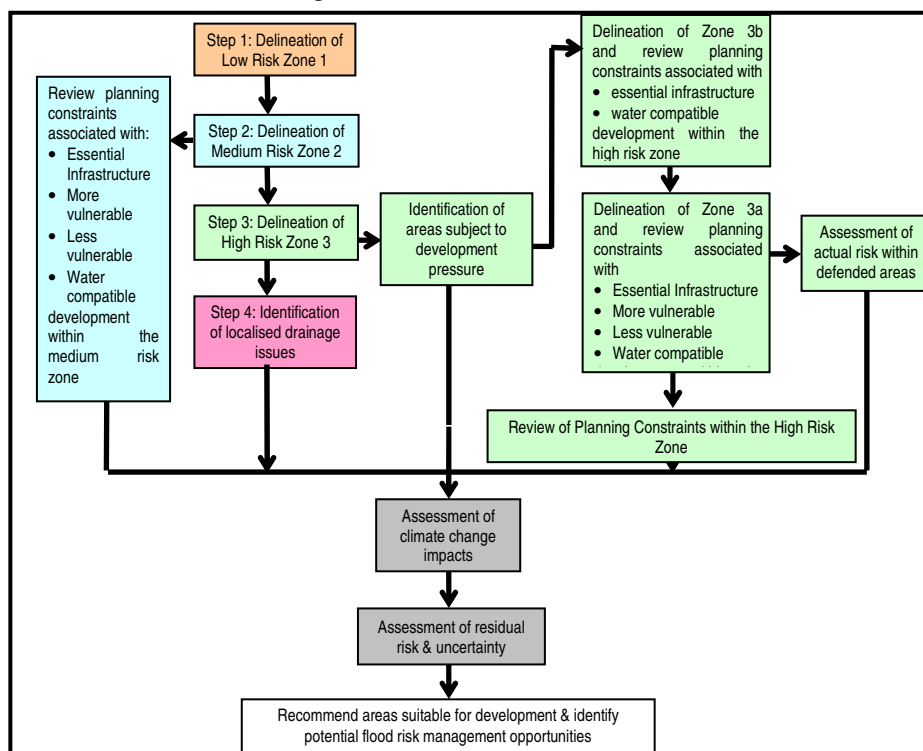 Step 1: Delineation of
Low Risk Zone 1
Step 2: Delineation of
Medium Risk Zone 2
Step 3: Delineation of
High Risk Zone 3
Step 4: Identification
of localised drainage
issues
Review planning
constraints
associated with:
• Essential
Infrastructure
• More
vulnerable
• Less
vulnerable
• Water
compatible
development
within the
medium risk
zone
Identification of
areas subject to
development
pressure
Delineation of Zone 3b
and review planning
constraints associated
with
• essential infrastructure
• water compatible
development within the
high risk zone
Delineation of Zone 3a
and review planning
constraints associated
with
• Essential Infrastructure
• More vulnerable
• Less vulnerable
• Water compatible
Assessment of
actual risk within
defended areas
Review of Planning Constraints within the High Risk
Zone
Assessment of
climate change
impacts
Assessment of residual
risk & uncertainty
Recommend areas suitable for development & identify
potential flood risk management opportunities